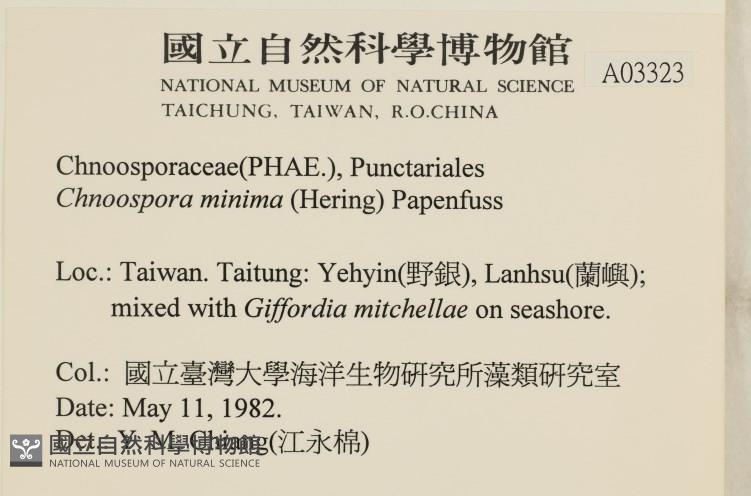 國立自然科學博物館
NATIONAL MUSEUM OF NATURAL SCIENCE
TAICHUNG, TAIWAN, R.O.CHINA
A03323
Chnoosporaceae(PHAE.), Punctariales
Chnoospora minima (Hering) Papenfuss
Loc.: Taiwan. Taitung: Yehyin(野銀), Lanhsu(蘭嶼);
mixed with Giffordia mitchellae on seashore.
Col.: 國立臺灣大學海洋生物研究所藻類研究室
Date: May 11, 1982.
Det.: Y. M. Chiang(江永棉)
國立自然科學博物館
NATIONAL MUSEUM OF NATURAL SCIENCE